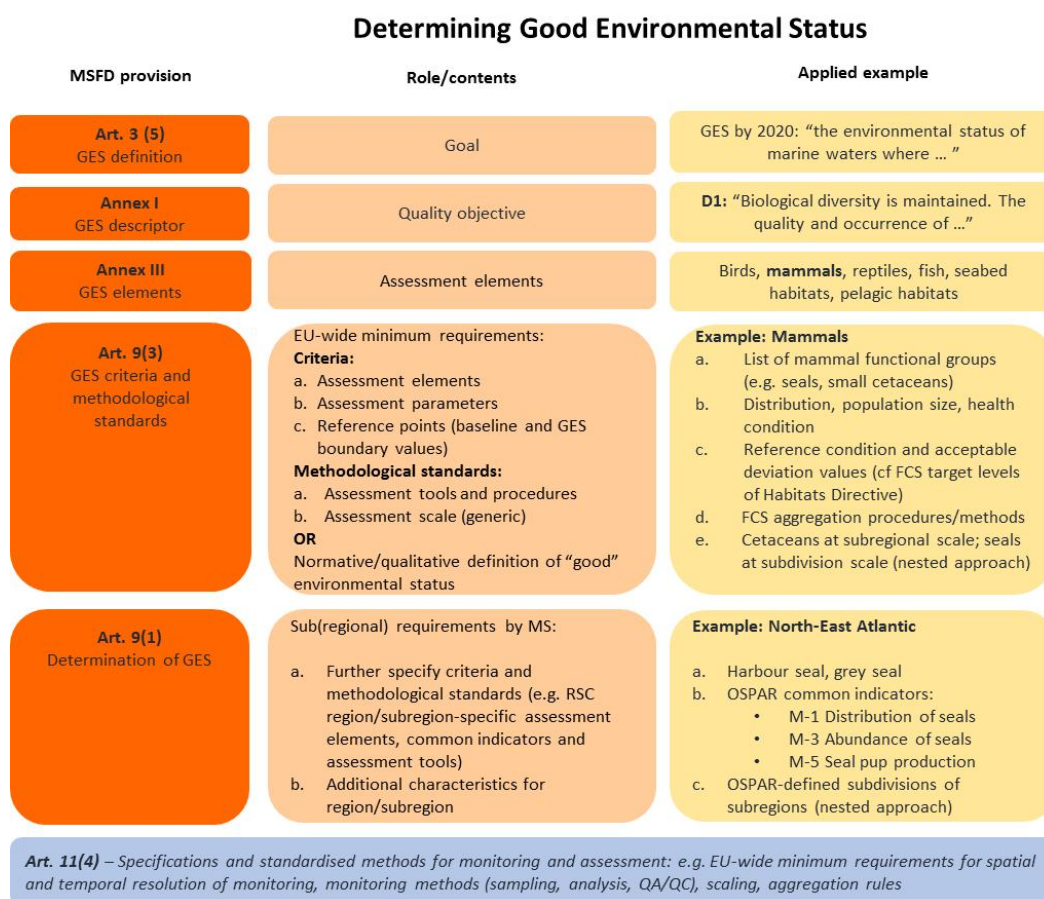 Determining Good Environmental Status
MSFD provision
Role/contents
Applied example
Art. 3 (5)
GES definition
Goal
GES by 2020: “the environmental status of
marine waters where … ”
Annex I
GES descriptor
Quality objective
D1: “Biological diversity is maintained. The
quality and occurrence of …”
Annex III
GES elements
Assessment elements
Birds, mammals, reptiles, fish, seabed
habitats, pelagic habitats
Art. 9(3)
GES criteria and
methodological
standards
EU-wide minimum requirements:
Criteria:
a. Assessment elements
b. Assessment parameters
c. Reference points (baseline and GES
boundary values)
Methodological standards:
a. Assessment tools and procedures
b. Assessment scale (generic)
OR
Normative/qualitative definition of “good”
environmental status
Example: Mammals
a. List of mammal functional groups
(e.g. seals, small cetaceans)
b. Distribution, population size, health
condition
c. Reference condition and acceptable
deviation values (cf FCS target levels
of Habitats Directive)
d. FCS aggregation procedures/methods
e. Cetaceans at subregional scale; seals
at subdivision scale (nested approach)
Art. 9(1)
Determination of GES
Sub(regional) requirements by MS:
a. Further specify criteria and
methodological standards (e.g. RSC
region/subregion-specific assessment
elements, common indicators and
assessment tools)
b. Additional characteristics for
region/subregion
Example: North-East Atlantic
a. Harbour seal, grey seal
b. OSPAR common indicators:
• M-1 Distribution of seals
• M-3 Abundance of seals
• M-5 Seal pup production
c. OSPAR-defined subdivisions of
subregions (nested approach)
Art. 11(4) – Specifications and standardised methods for monitoring and assessment: e.g. EU-wide minimum requirements for spatial
and temporal resolution of monitoring, monitoring methods (sampling, analysis, QA/QC), scaling, aggregation rules